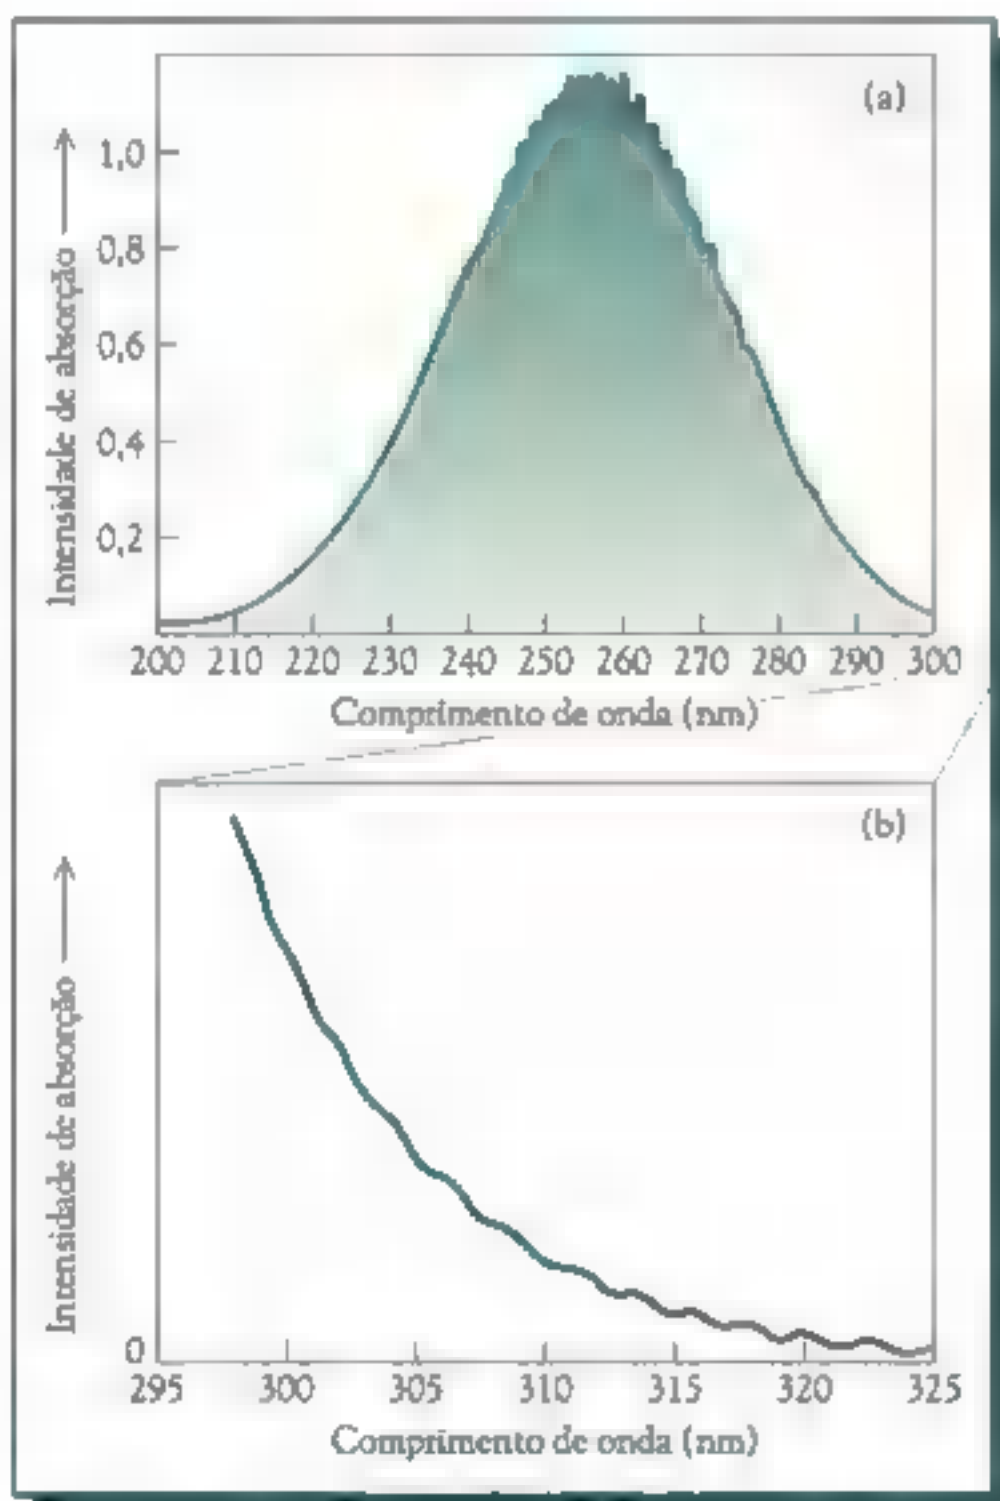 (a)
Intensidade de absorção
1,0
0,8
0,6
0,4
0,2
200 210 220 230 240 250 260 270 280 290 300
Comprimento de onda (nm)
(b)
Intensidade de absorção
0
295 300 305 310 315 320 325
Comprimento de onda (nm)